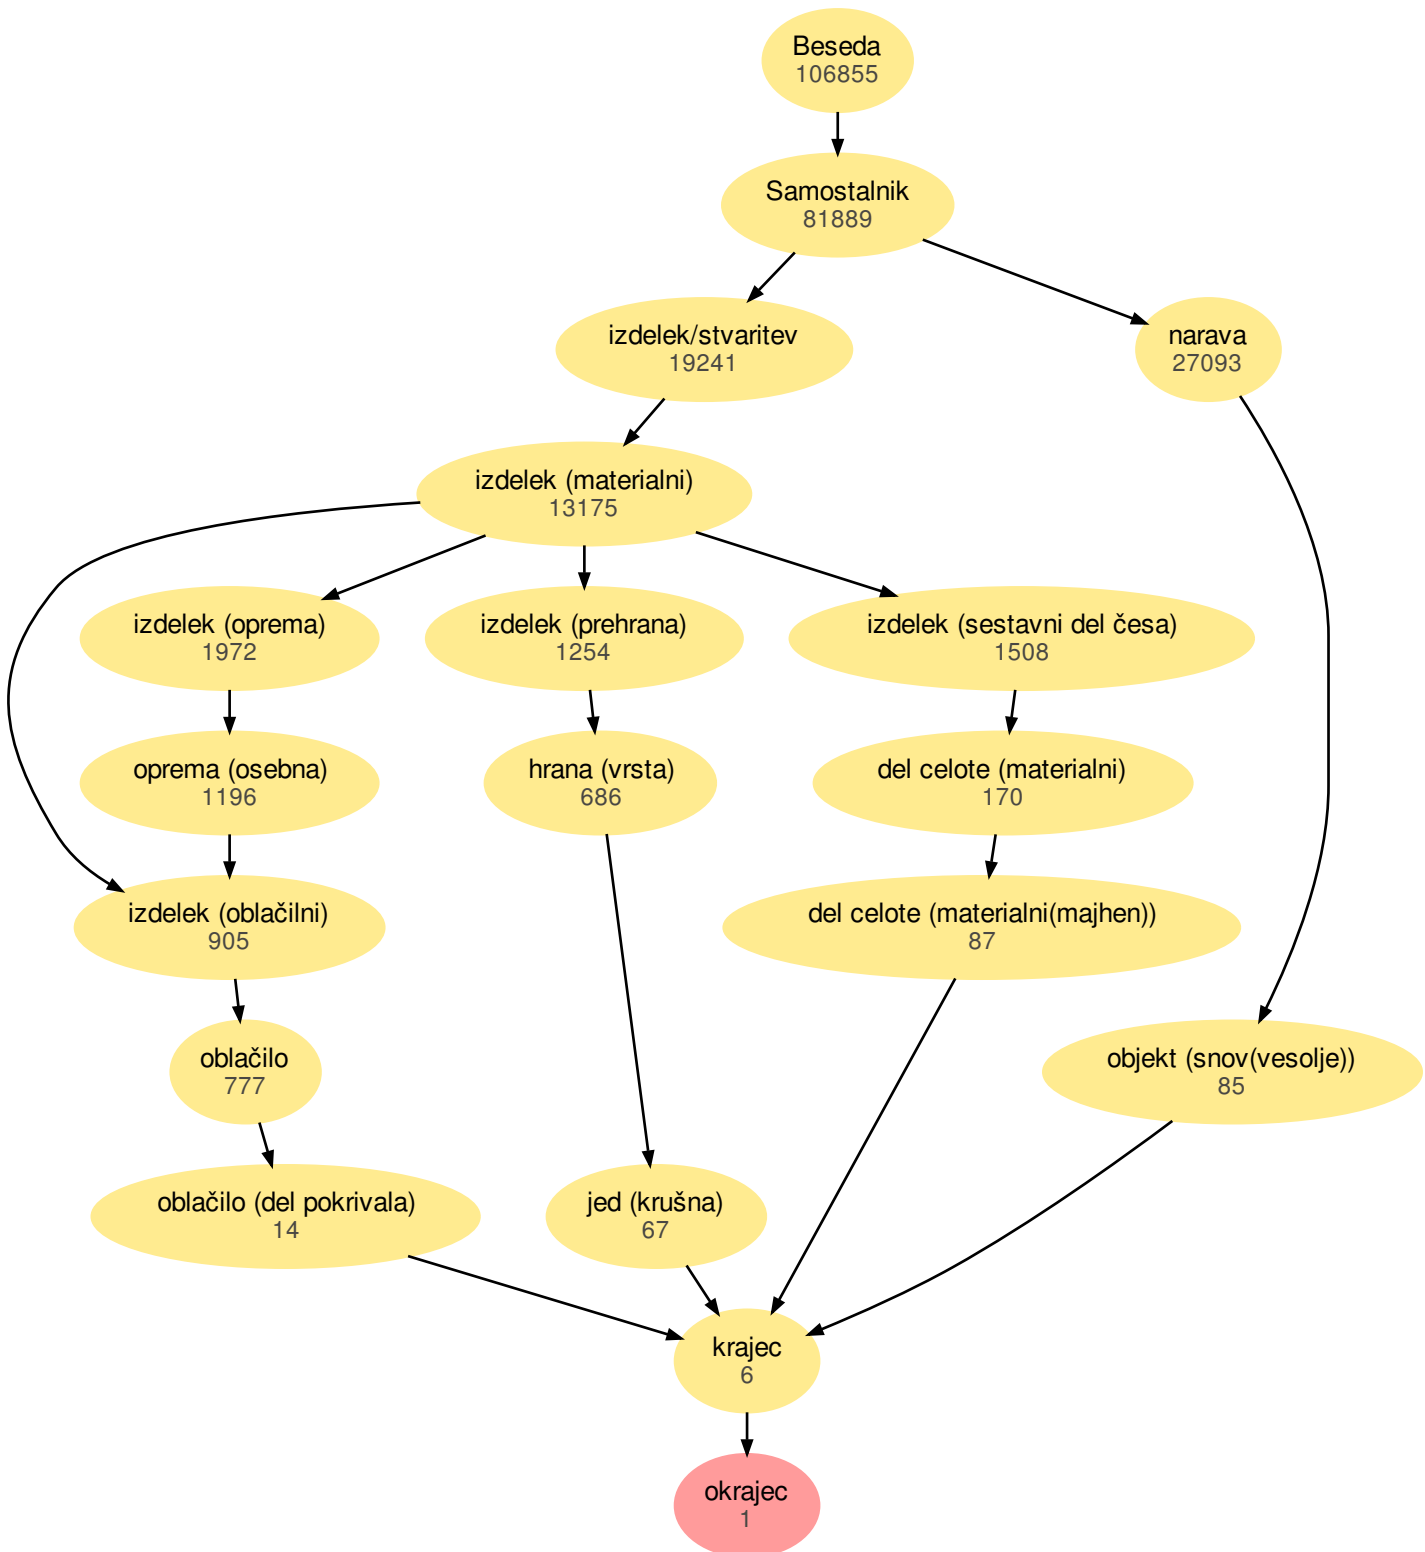 Beseda
106855
Samostalnik
81889
izdelek/stvaritev
19241
narava
27093
izdelek (materialni)
13175
izdelek (oprema)
1972
izdelek (prehrana)
1254
izdelek (sestavni del česa)
1508
oprema (osebna)
1196
hrana (vrsta)
686
del celote (materialni)
170
izdelek (oblačilni)
905
del celote (materialni(majhen))
87
oblačilo
777
objekt (snov(vesolje))
85
oblačilo (del pokrivala)
14
jed (krušna)
67
krajec
6
okrajec
1